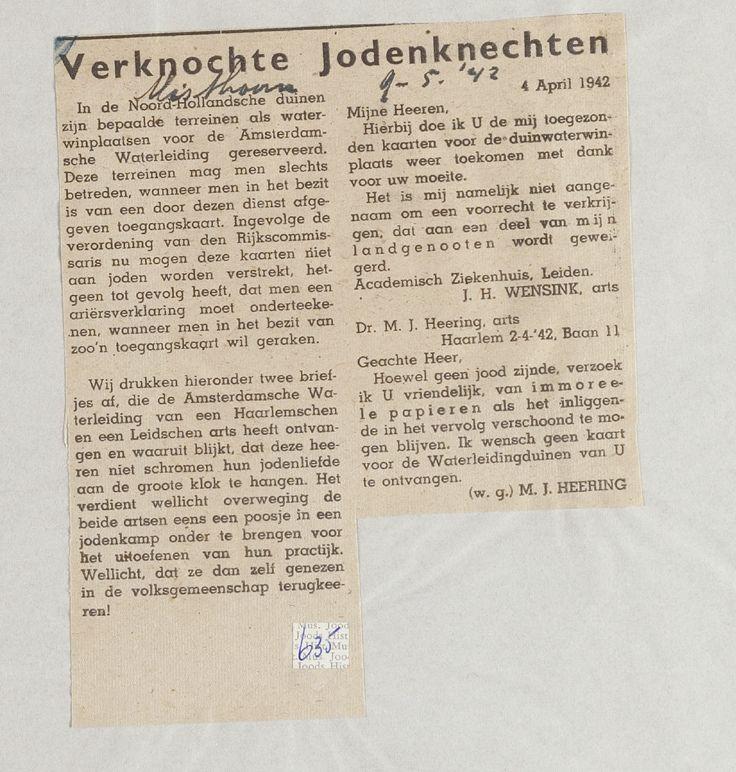 Verknochte Jodenknechten
Misthoorn
9-5.'42
In de Noord-Hollandsche duinen
zijn bepaalde terreinen als water-
winplaatsen voor de Amsterdam-
sche Waterleiding gereserveerd.
Deze terreinen mag men slechts
betreden, wanneer men in het bezit
is van een door dezen dienst afge-
geven toegangskaart. Ingevolge de
verordening van den Rijkscommis-
saris nu mogen deze kaarten niet
aan joden worden verstrekt, het-
geen tot gevolg heeft, dat men een
ariërsverklaring moet onderteeke-
nen, wanneer men in het bezit van
zoo'n toegangskaart wil geraken.
Wij drukken hieronder twee brief-
jes af, die de Amsterdamsche Wa-
terleiding van een Haarlemschen
en een Leidschen arts heeft ontvan-
gen en waaruit blijkt, dat deze hee-
ren niet schromen hun jodenliefde
aan de groote klok te hangen. Het
verdient wellicht overweging de
beide artsen eens een poosje in een
jodenkamp onder te brengen voor
het uitoefenen van hun practijk.
Wellicht, dat ze dan zelf genezen
in de volksgemeenschap terugkee-
ren!
4 April 1942
Mijne Heeren,
Hierbij doe ik U de mij toegezon-
den kaarten voor de duinwaterwin-
plaats weer toekomen met dank
voor uw moeite.
Het is mij namelijk niet aange-
naam om een voorrecht te verkrij-
gen, dat aan een deel van mijn
landgenooten wordt gewei-
gerd.
Academisch Ziekenhuis, Leiden.
J. H. WENSINK, arts
Dr. M. J. Heering, arts
Haarlem 2-4-'42, Baan 11
Geachte Heer,
Hoewel geen jood zijnde, verzoek
ik U vriendelijk, van immoree-
le papieren als het inliggen-
de in het vervolg verschoond te mo-
gen blijven. Ik wensch geen kaart
voor de Waterleidingduinen van U
te ontvangen.
(w. g.) M. J. HEERING
Mus. Jood
Joods Hist
635
Joods Hist